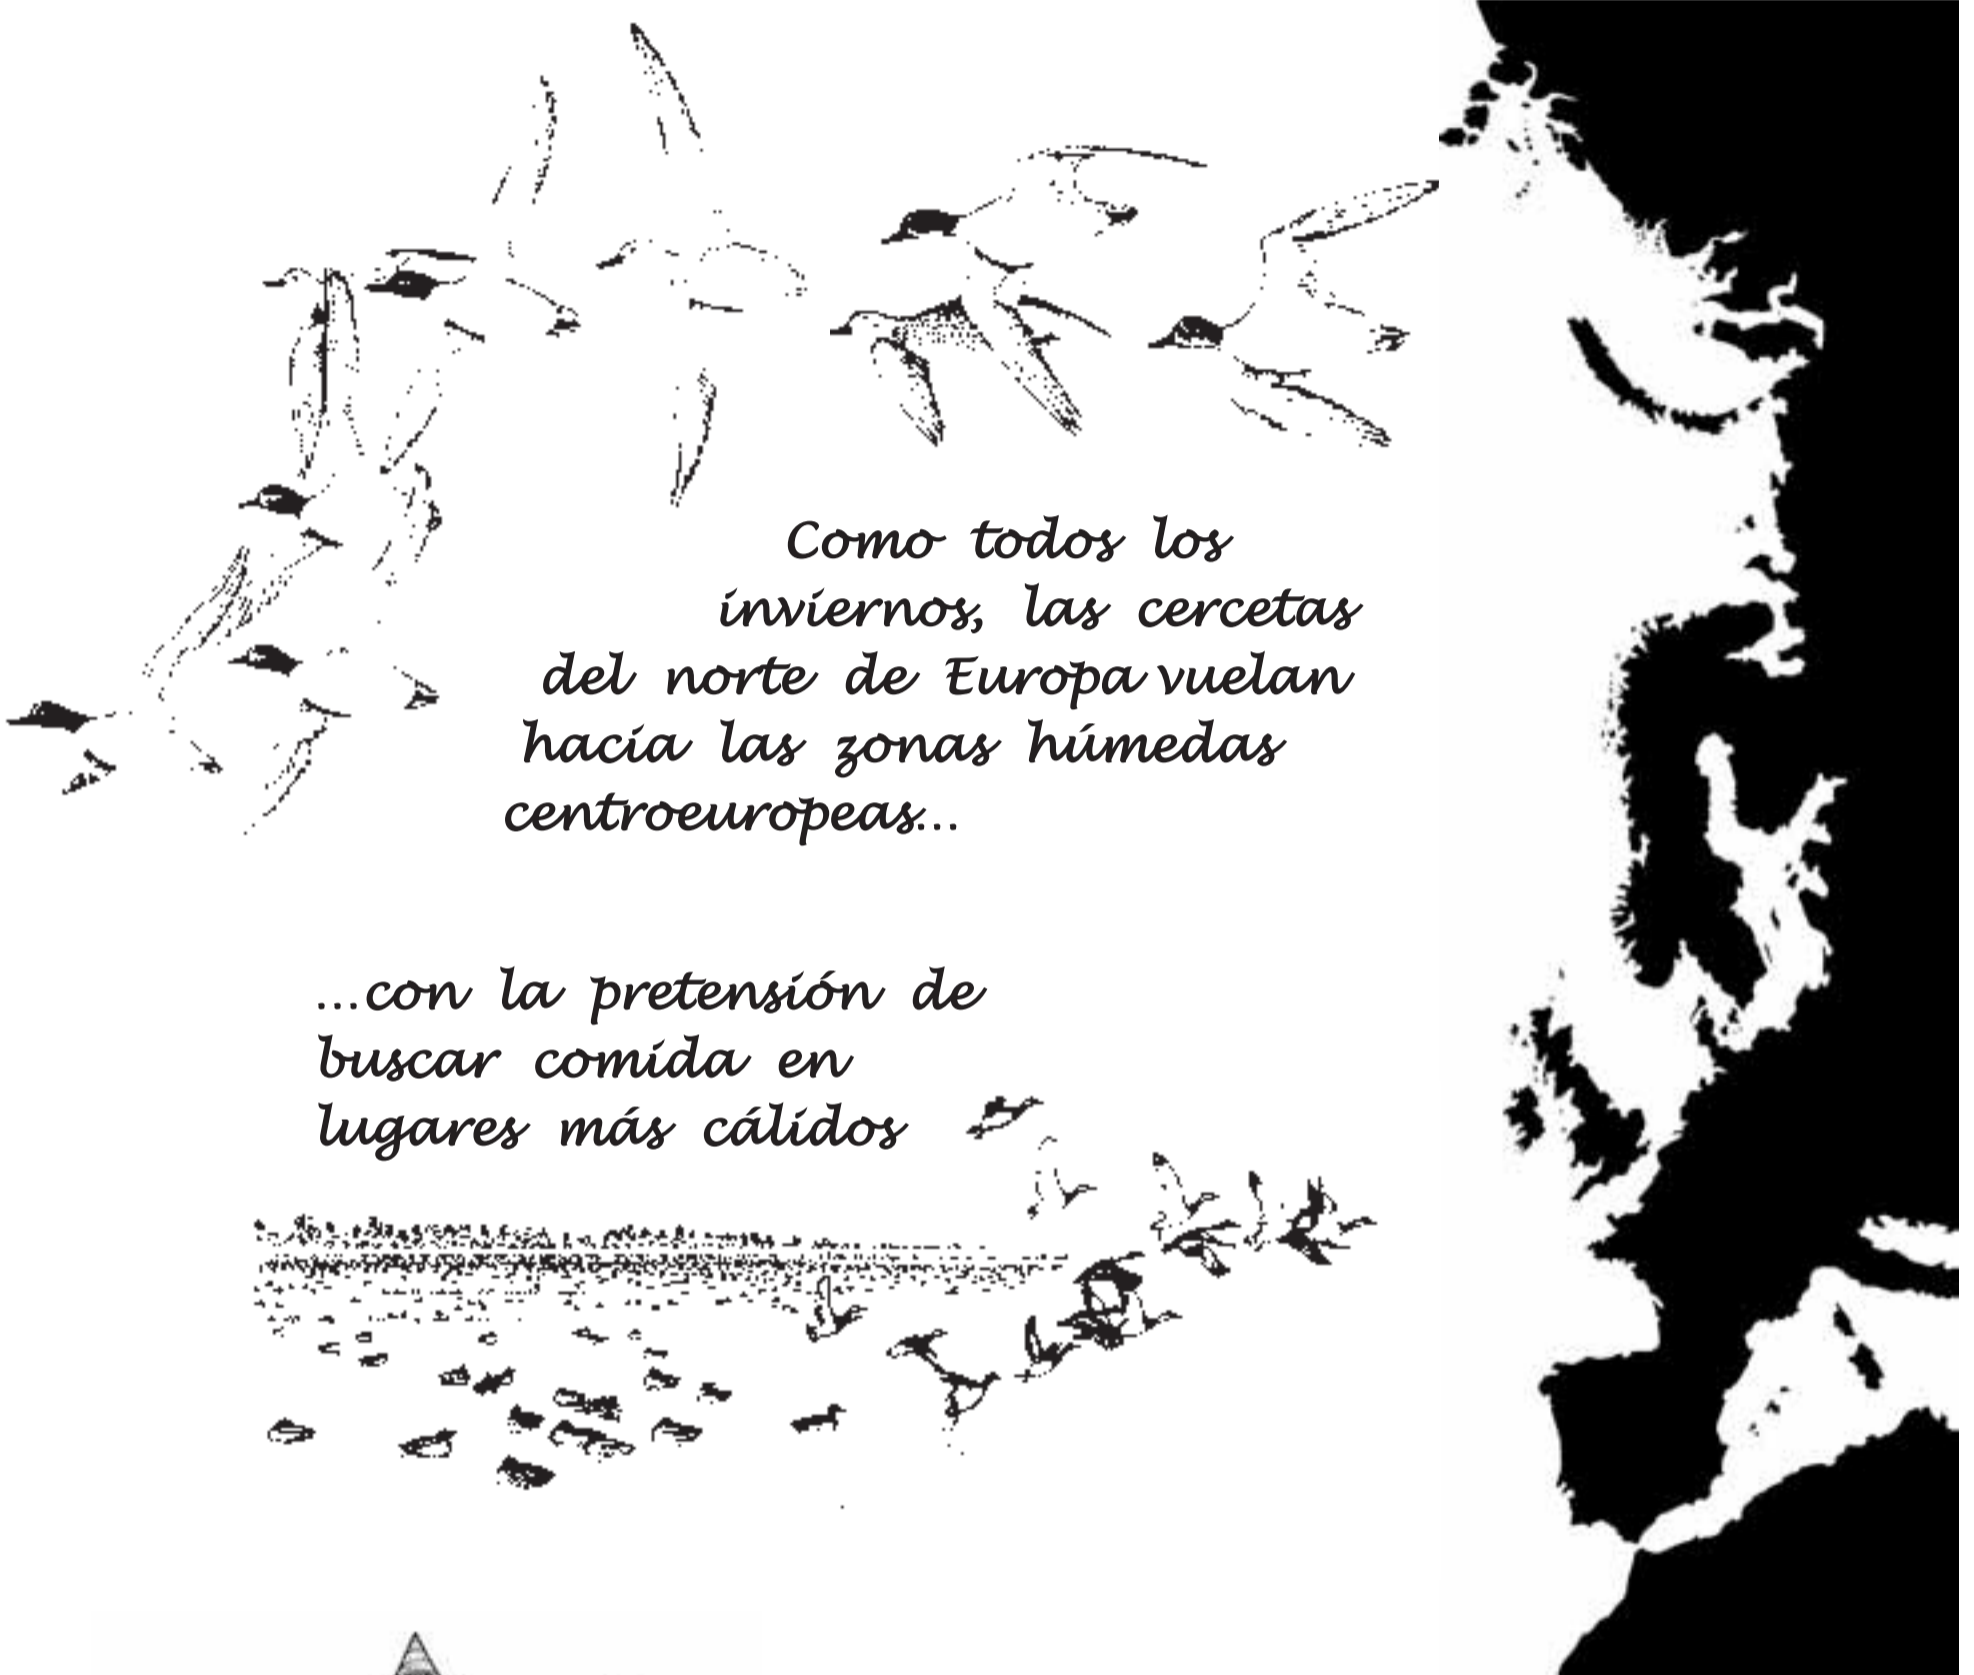 Como todos los
inviernos, las cercetas
del norte de Europa vuelan
hacia las zonas húmedas
centroeuropeas...
...con la pretensión de
buscar comida en
lugares más cálidos